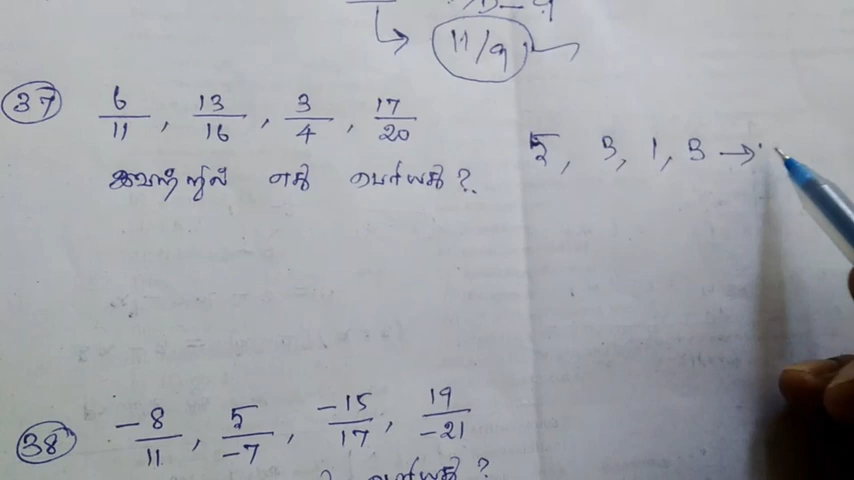 11/9
37 6/11, 13/16, 3/4, 17/20
5, 3, 1, 3 →
இவற்றுள் எது பெரியது?
38 -8/11, 5/-7, -15/17, 19/-21
பெரியது?